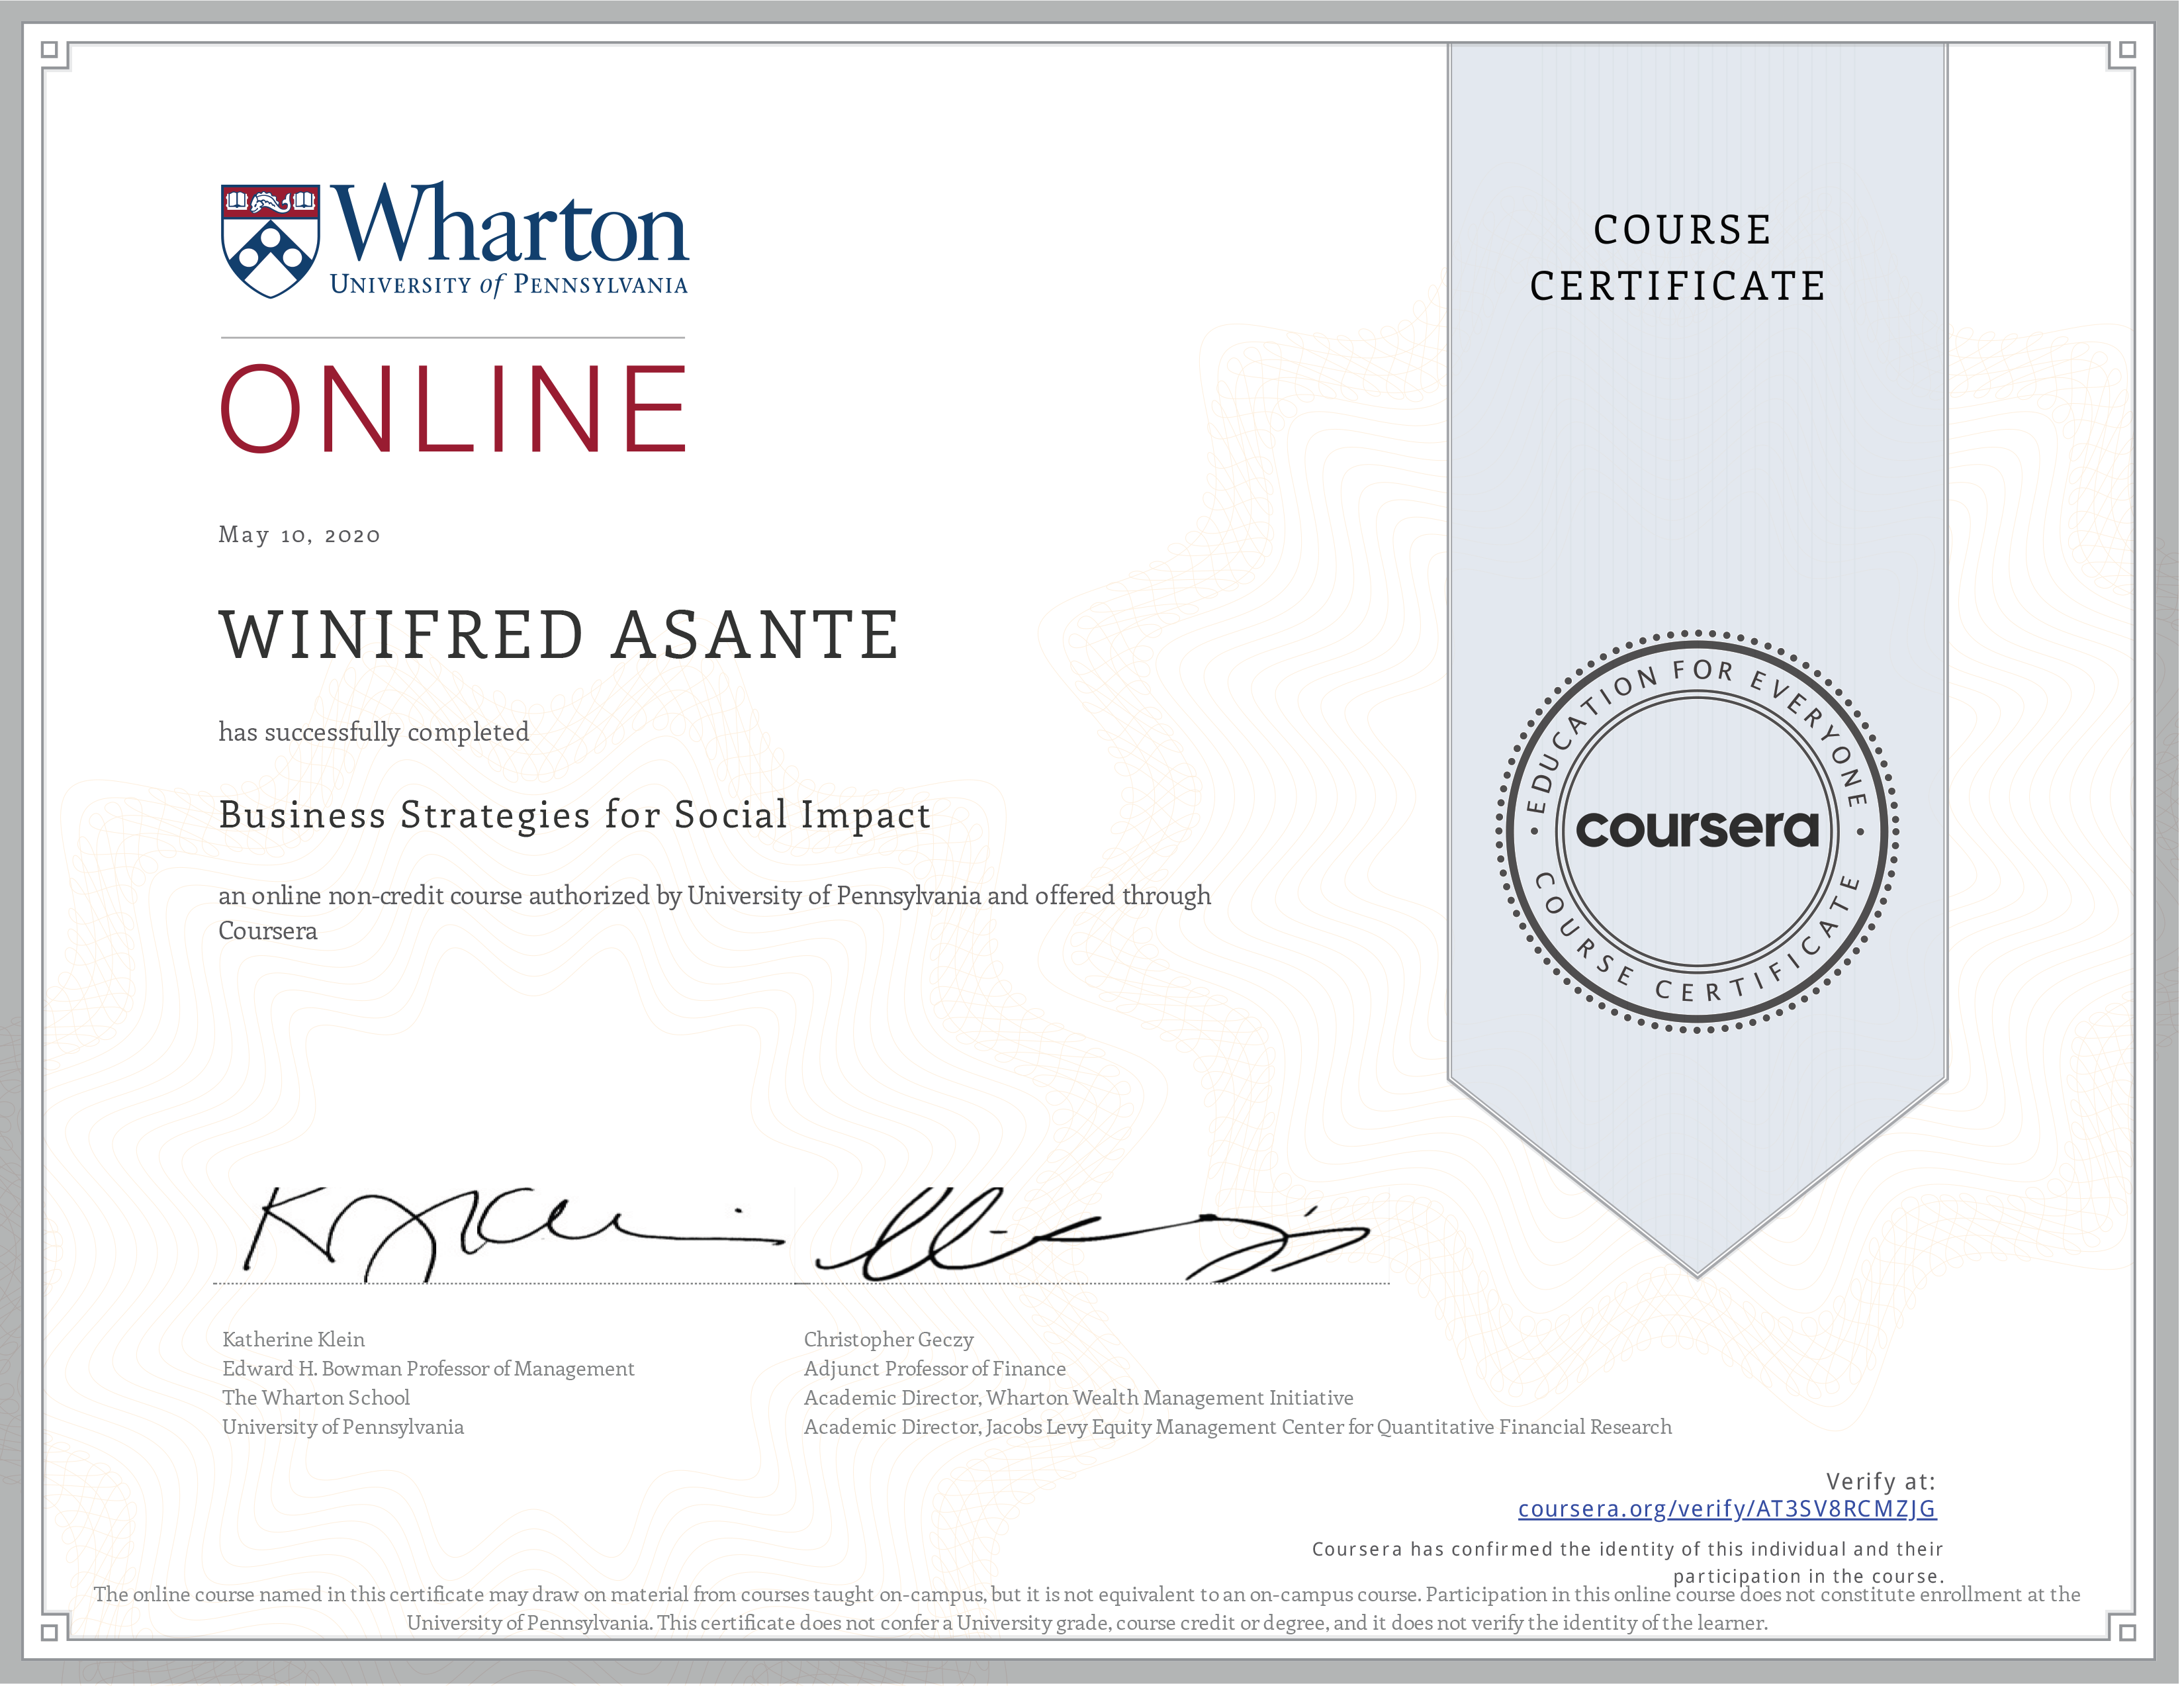 Wharton
UNIVERSITY of PENNSYLVANIA
ONLINE
May 10, 2020
WINIFRED ASANTE
has successfully completed
Business Strategies for Social Impact
an online non-credit course authorized by University of Pennsylvania and offered through
Coursera
COURSE
CERTIFICATE
EDUCATION FOR EVERYONE
coursera
COURSE CERTIFICATE
Katherine Klein
Edward H. Bowman Professor of Management
The Wharton School
University of Pennsylvania
Christopher Geczy
Adjunct Professor of Finance
Academic Director, Wharton Wealth Management Initiative
Academic Director, Jacobs Levy Equity Management Center for Quantitative Financial Research
Verify at:
coursera.org/verify/AT3SV8RCMZJG
Coursera has confirmed the identity of this individual and their
participation in the course.
The online course named in this certificate may draw on material from courses taught on-campus, but it is not equivalent to an on-campus course. Participation in this online course does not constitute enrollment at the
University of Pennsylvania. This certificate does not confer a University grade, course credit or degree, and it does not verify the identity of the learner.